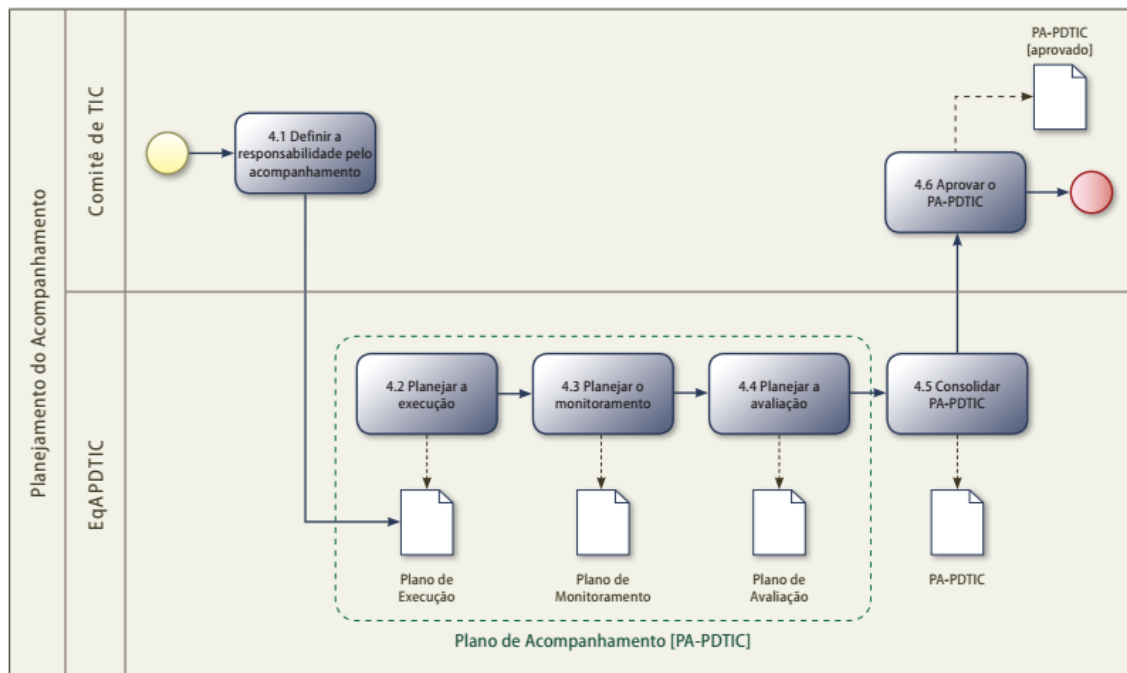 Planejamento do Acompanhamento
Comitê de TIC
4.1 Definir a
responsabilidade pelo
acompanhamento
PA-PDTIC
[aprovado]
4.6 Aprovar o
PA-PDTIC
EqAPDTIC
4.2 Planejar a
execução
4.3 Planejar o
monitoramento
4.4 Planejar a
avaliação
4.5 Consolidar
PA-PDTIC
Plano de
Execução
Plano de
Monitoramento
Plano de
Avaliação
PA-PDTIC
Plano de Acompanhamento [PA-PDTIC]